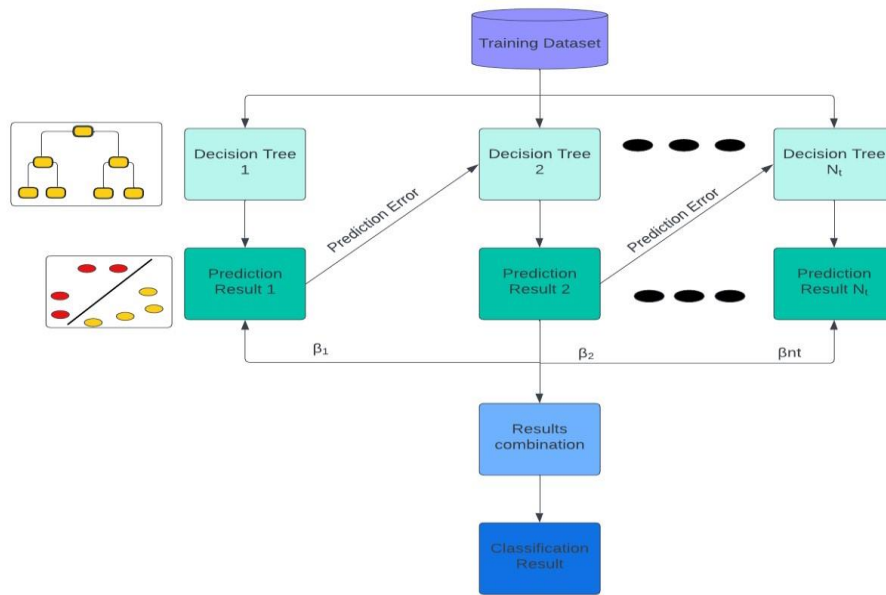 Training Dataset
Decision Tree
1
Decision Tree
2
Decision Tree
Nₜ
Prediction Error
Prediction Error
Prediction
Result 1
Prediction
Result 2
Prediction
Result Nₜ
β₁
β₂
βnt
Results
combination
Classification
Result